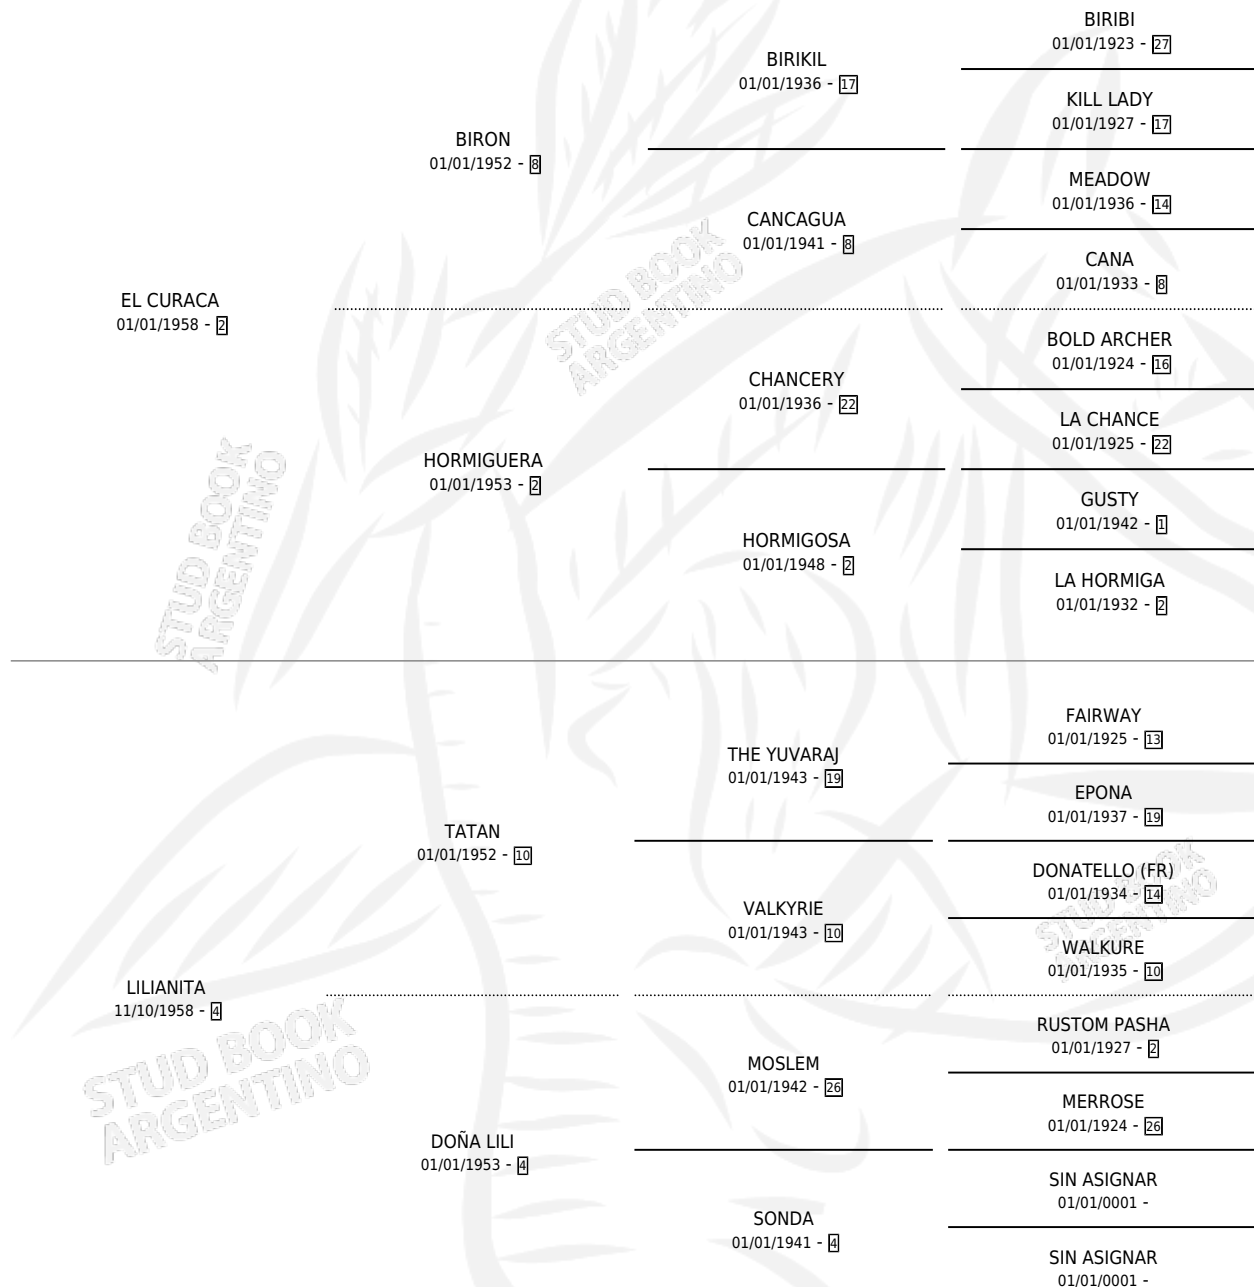 BIRIBI
01/01/1923 - 27
BIRIKIL
01/01/1936 - 17
KILL LADY
01/01/1927 - 17
BIRON
01/01/1952 - 8
MEADOW
01/01/1936 - 14
CANCAGUA
01/01/1941 - 8
CANA
01/01/1933 - 8
EL CURACA
01/01/1958 - 2
BOLD ARCHER
01/01/1924 - 16
CHANCERY
01/01/1936 - 22
LA CHANCE
01/01/1925 - 22
HORMIGUERA
01/01/1953 - 2
GUSTY
01/01/1942 - 1
HORMIGOSA
01/01/1948 - 2
LA HORMIGA
01/01/1932 - 2
FAIRWAY
01/01/1925 - 13
THE YUVARAJ
01/01/1943 - 19
EPONA
01/01/1937 - 19
TATAN
01/01/1952 - 10
DONATELLO (FR)
01/01/1934 - 14
VALKYRIE
01/01/1943 - 10
WALKURE
01/01/1935 - 10
LILIANITA
11/10/1958 - 4
RUSTOM PASHA
01/01/1927 - 2
MOSLEM
01/01/1942 - 26
MERROSE
01/01/1924 - 26
DOÑA LILI
01/01/1953 - 4
SIN ASIGNAR
01/01/0001 -
SONDA
01/01/1941 - 4
SIN ASIGNAR
01/01/0001 -
STUD BOOK
ARGENTINO
STUD BOOK
ARGENTINO
STUD BOOK
ARGENTINO
STUD BOOK
ARGENTINO